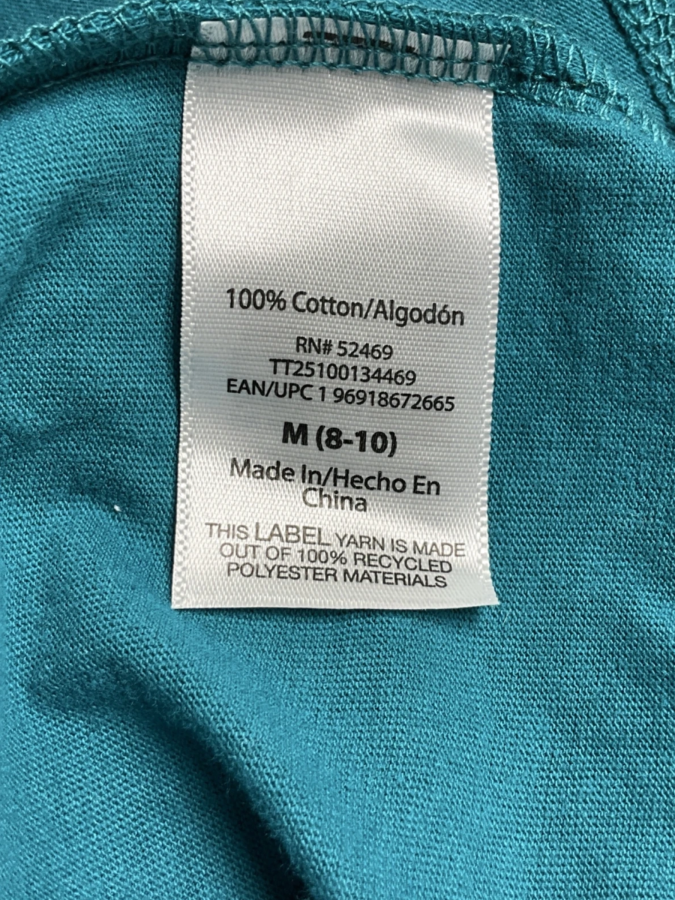 100% Cotton/Algodón
RN# 52469
TT25100134469
EAN/UPC 1 96918672665
M (8-10)
Made In/Hecho En
China
THIS LABEL YARN IS MADE
OUT OF 100% RECYCLED
POLYESTER MATERIALS